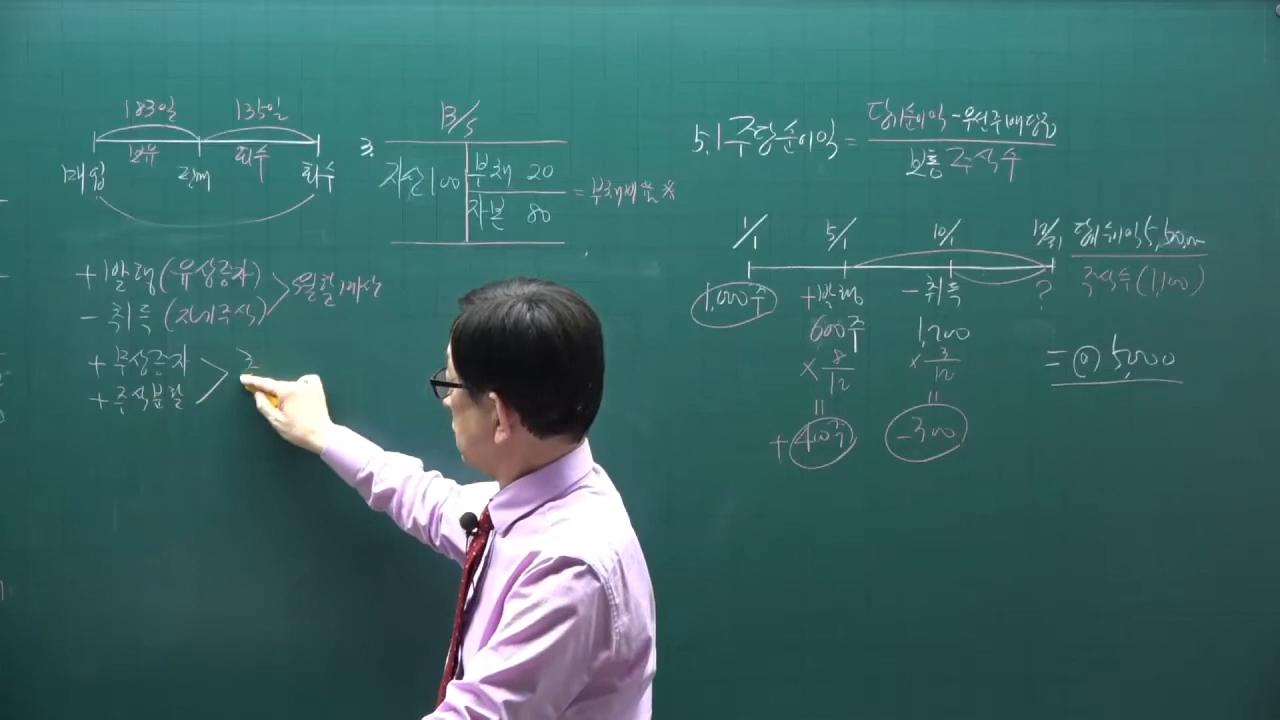 183일 135일
보유 회수
매입 판매 회수
3. B/S
자산 100 부채 20
자본 80
= 부채비율
+ 발행 (유상증자)
- 취득 (자기주식)
월할계산
+ 무상증자
+ 주식분할
5. 1주당순이익 = 당기순이익-우선주배당금
보통주식수
1/1 5/1 10/1 12/31
1,000주 +발행 -취득 ?
600주 1,200
× 8/12 × 3/12
= =
+ 400주 -300
당기순이익 5,500,000
주식수 (1,100)
= @ 5,000